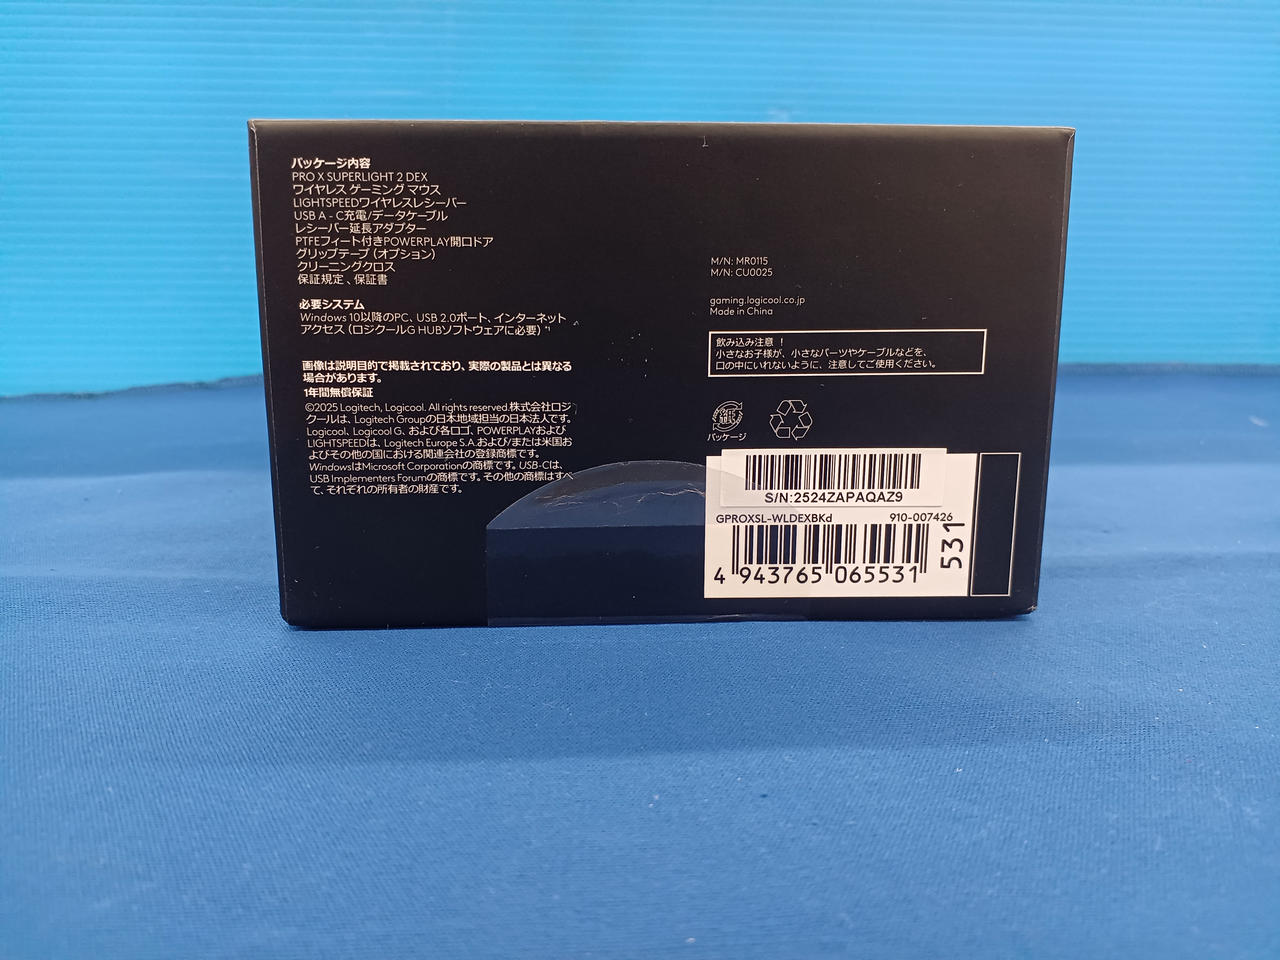 パッケージ内容
PRO X SUPERLIGHT 2 DEX
ワイヤレス ゲーミング マウス
LIGHTSPEEDワイヤレスレシーバー
USB A - C充電/データケーブル
レシーバー延長アダプター
PTFEフィート付きPOWERPLAY開口ドア
グリップテープ (オプション)
クリーニングクロス
保証規定、保証書
必要システム
Windows 10以降のPC、USB 2.0ポート、インターネット
アクセス (ロジクールG HUBソフトウェアに必要)
画像は説明目的で掲載されており、実際の製品とは異なる
場合があります。
1年間無償保証
©2025 Logitech, Logicool. All rights reserved.株式会社ロジ
クールは、Logitech Groupの日本地域担当の日本法人です。
Logicool、Logicool G、および各ロゴ、POWERPLAYおよび
LIGHTSPEEDは、Logitech Europe S.A.および/または米国お
よびその他の国における関連会社の登録商標です。
WindowsはMicrosoft Corporationの商標です。USB-Cは、
USB Implementers Forumの商標です。その他の商標はすべ
て、それぞれの所有者の財産です。
M/N: MR0115
M/N: CU0025
gaming.logicool.co.jp
Made in China
飲み込み注意 !
小さなお子様が、小さなパーツやケーブルなどを、
口の中にいれないように、注意してご使用ください。
パッケージ
S/N:2524ZAPAQAZ9
GPROXSL-WLDEXBKd 910-007426
4 943765 065531
531